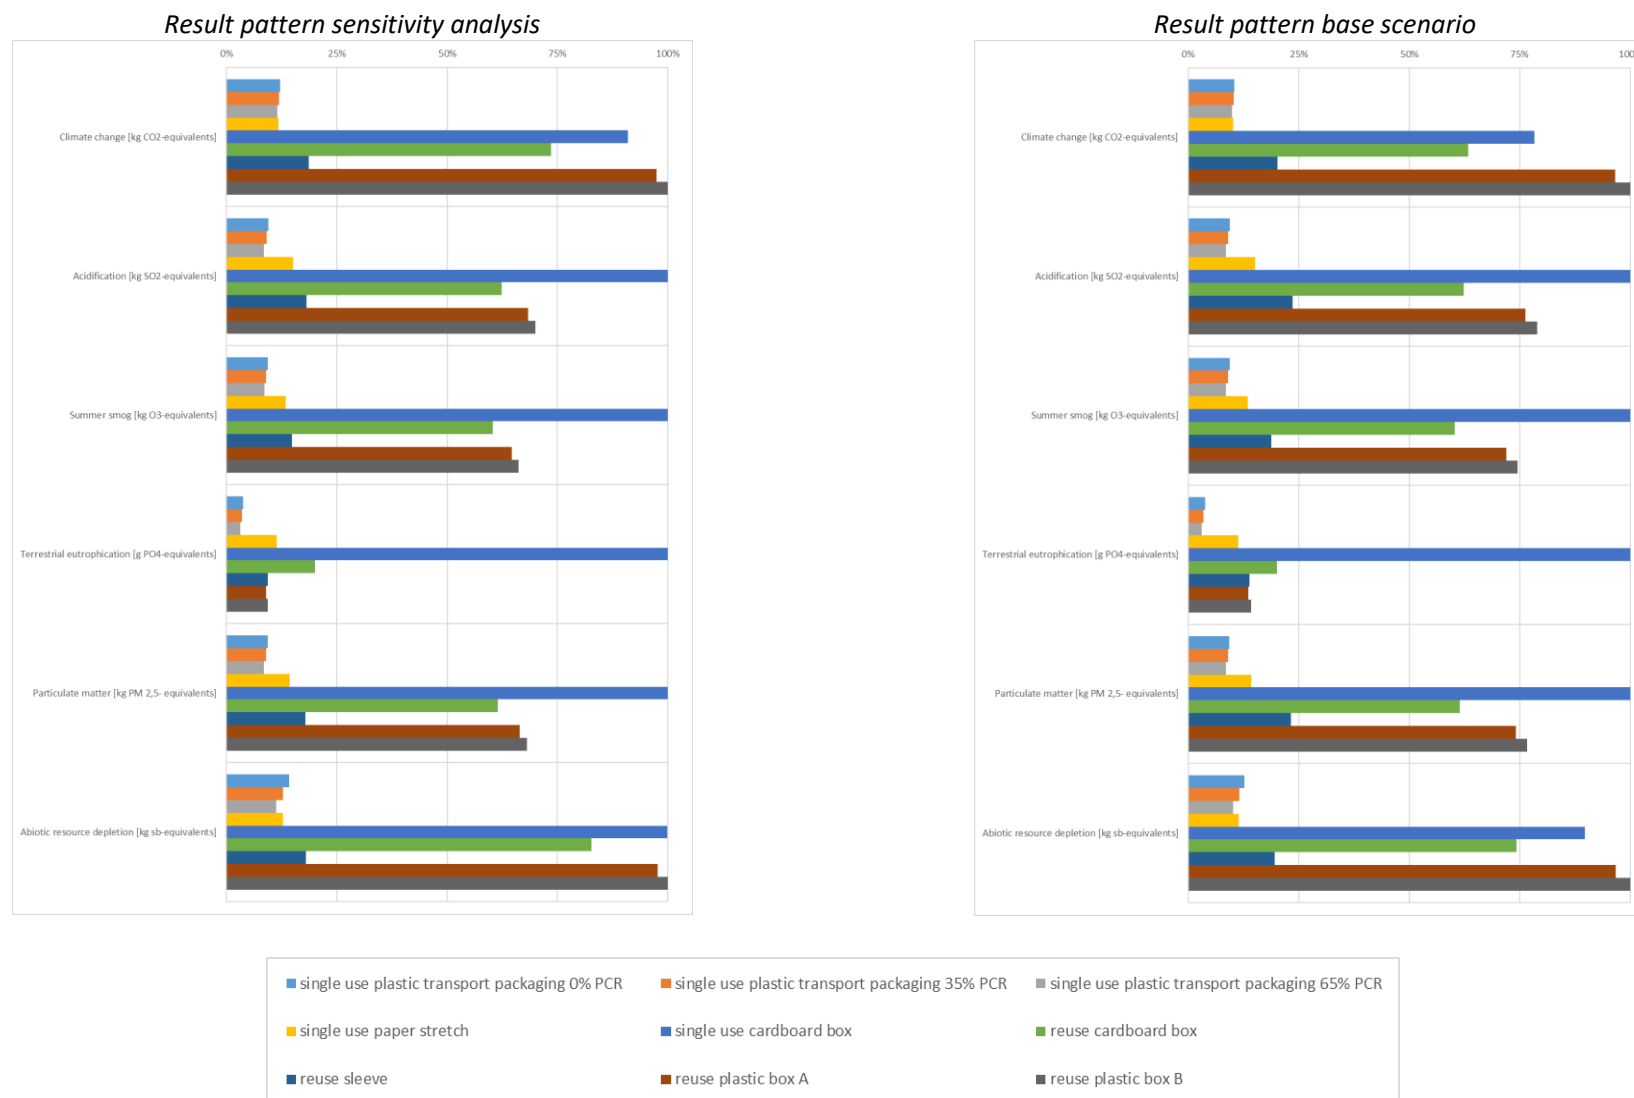 Result pattern sensitivity analysis
0% 25% 50% 75% 100%
Climate change [kg CO2-equivalents]
Acidification [kg SO2-equivalents]
Summer smog [kg O3-equivalents]
Terrestrial eutrophication [g PO4-equivalents]
Particulate matter [kg PM 2,5- equivalents]
Abiotic resource depletion [kg sb-equivalents]
Result pattern base scenario
0% 25% 50% 75% 100
Climate change [kg CO2-equivalents]
Acidification [kg SO2-equivalents]
Summer smog [kg O3-equivalents]
Terrestrial eutrophication [g PO4-equivalents]
Particulate matter [kg PM 2,5- equivalents]
Abiotic resource depletion [kg sb-equivalents]
single use plastic transport packaging 0% PCR single use plastic transport packaging 35% PCR single use plastic transport packaging 65% PCR
single use paper stretch single use cardboard box reuse cardboard box
reuse sleeve reuse plastic box A reuse plastic box B